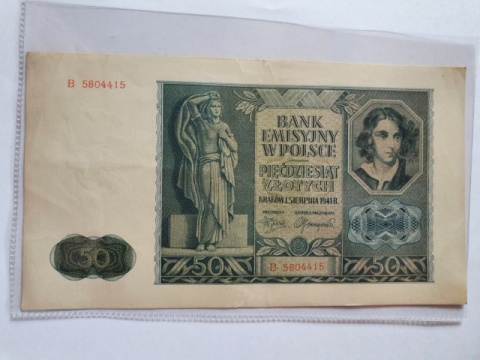 B 5804415
BANK
EMISYJNY
W POLSCE
PIĘĆDZIESIĄT
ZŁOTYCH
KRAKÓW 1.SIERPNIA 1941 R.
B 5804415
50
50
50